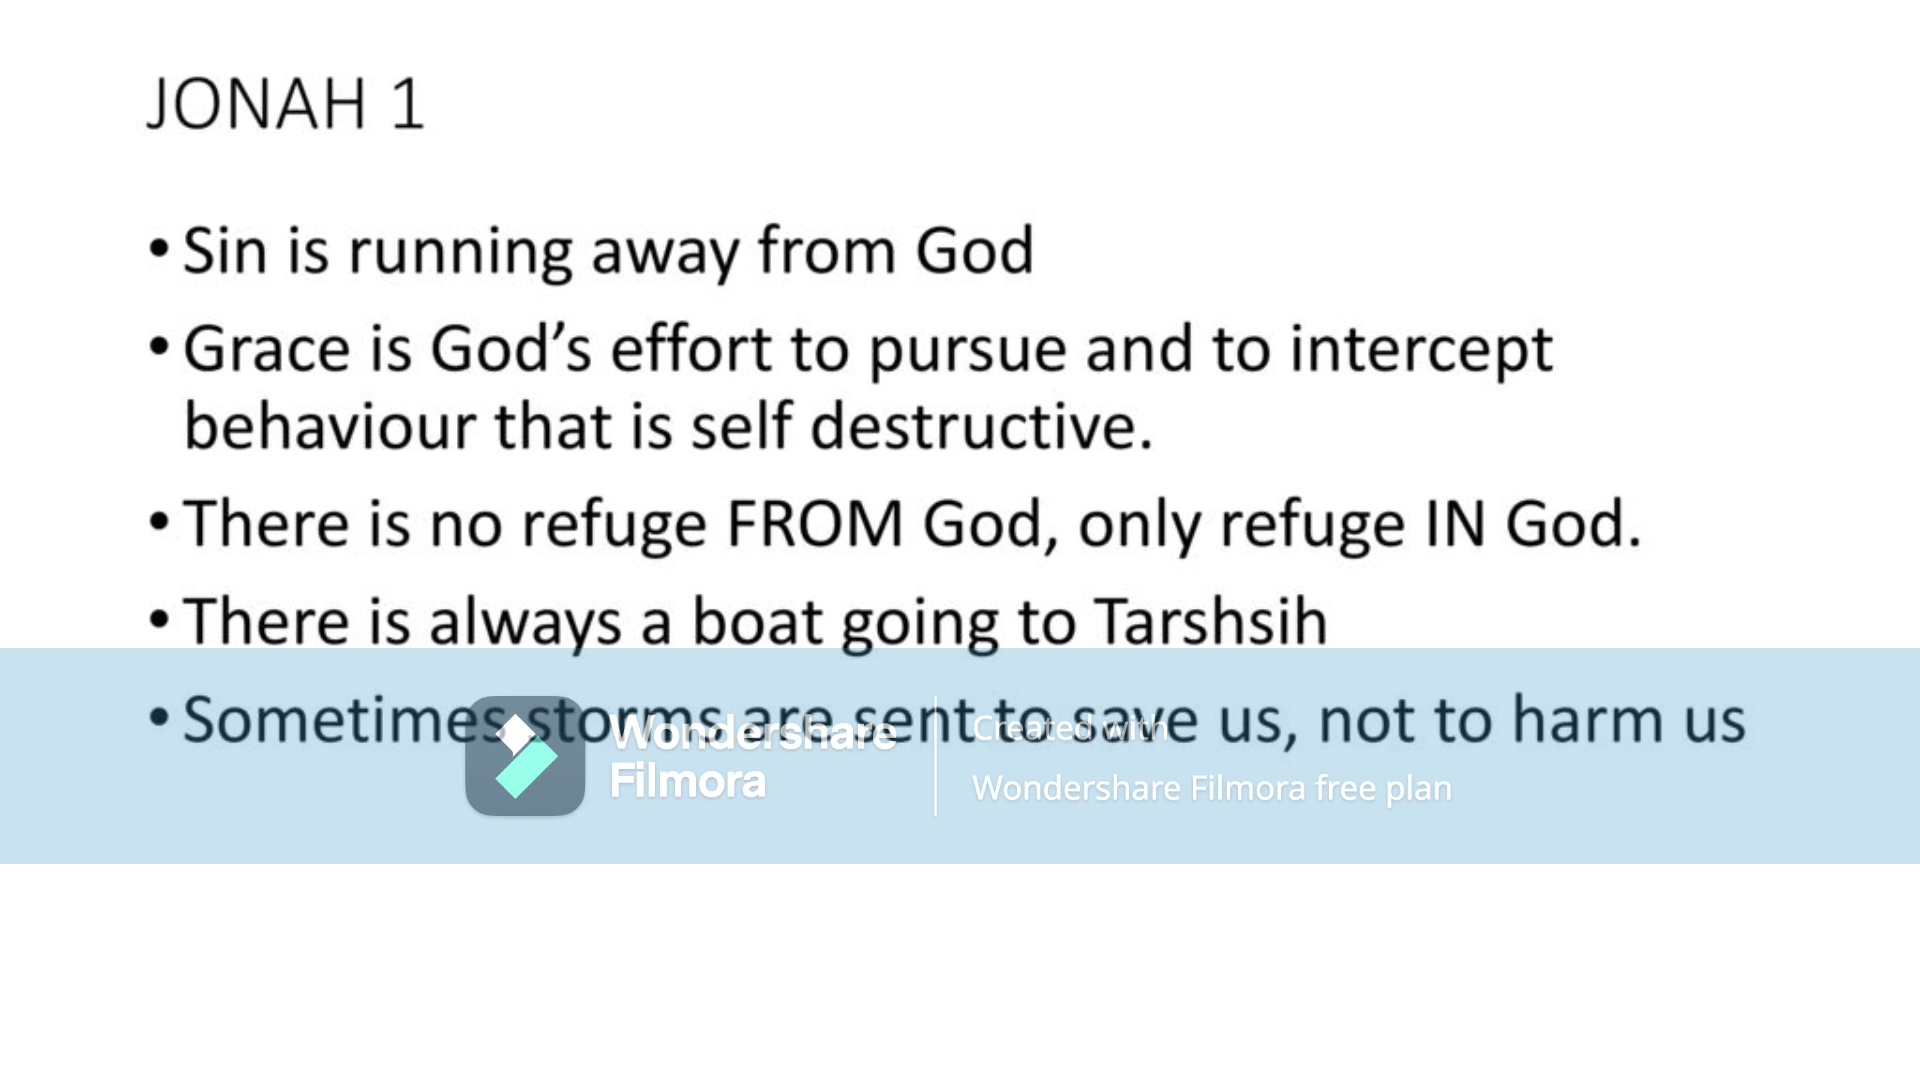 JONAH 1
• Sin is running away from God
• Grace is God’s effort to pursue and to intercept
behaviour that is self destructive.
• There is no refuge FROM God, only refuge IN God.
• There is always a boat going to Tarshsih
• Sometimes storms are sent to save us, not to harm us
Wondershare
Filmora
Created with
Wondershare Filmora free plan